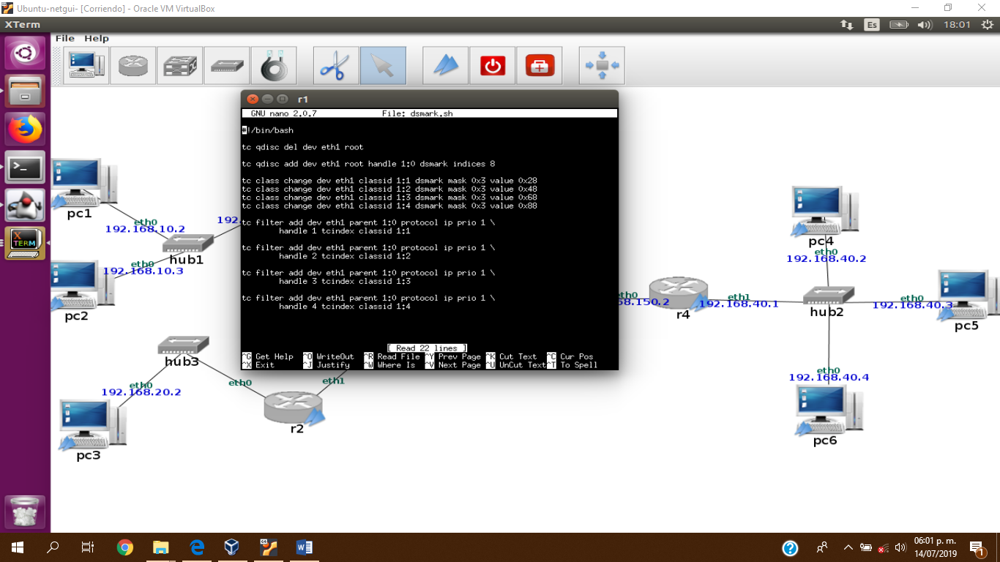 Ubuntu-netgui- [Corriendo] - Oracle VM VirtualBox
XTerm
Es
18:01
File Help
r1
GNU nano 2.0.7 File: dsmark.sh
#!/bin/bash
tc qdisc del dev eth1 root
tc qdisc add dev eth1 root handle 1:0 dsmark indices 8
tc class change dev eth1 classid 1:1 dsmark mask 0x3 value 0x28
tc class change dev eth1 classid 1:2 dsmark mask 0x3 value 0x48
tc class change dev eth1 classid 1:3 dsmark mask 0x3 value 0x68
tc class change dev eth1 classid 1:4 dsmark mask 0x3 value 0x88
tc filter add dev eth1 parent 1:0 protocol ip prio 1 \
handle 1 tcindex classid 1:1
tc filter add dev eth1 parent 1:0 protocol ip prio 1 \
handle 2 tcindex classid 1:2
tc filter add dev eth1 parent 1:0 protocol ip prio 1 \
handle 3 tcindex classid 1:3
tc filter add dev eth1 parent 1:0 protocol ip prio 1 \
handle 4 tcindex classid 1:4
[ Read 22 lines ]
^G Get Help ^O WriteOut ^R Read File ^Y Prev Page ^K Cut Text ^C Cur Pos
^X Exit ^J Justify ^W Where Is ^V Next Page ^U UnCut Text ^T To Spell
pc1
eth0
192.168.10.2
192.
hub1
eth0
192.168.10.3
pc2
hub3
eth0
192.168.20.2
pc3
eth0
eth1
r2
eth0
68.150.2
r4
eth1
192.168.40.1
pc4
eth0
192.168.40.2
hub2
eth0
192.168.40.3
pc5
eth0
192.168.40.4
pc6
XTERM
06:01 p. m.
14/07/2019
1